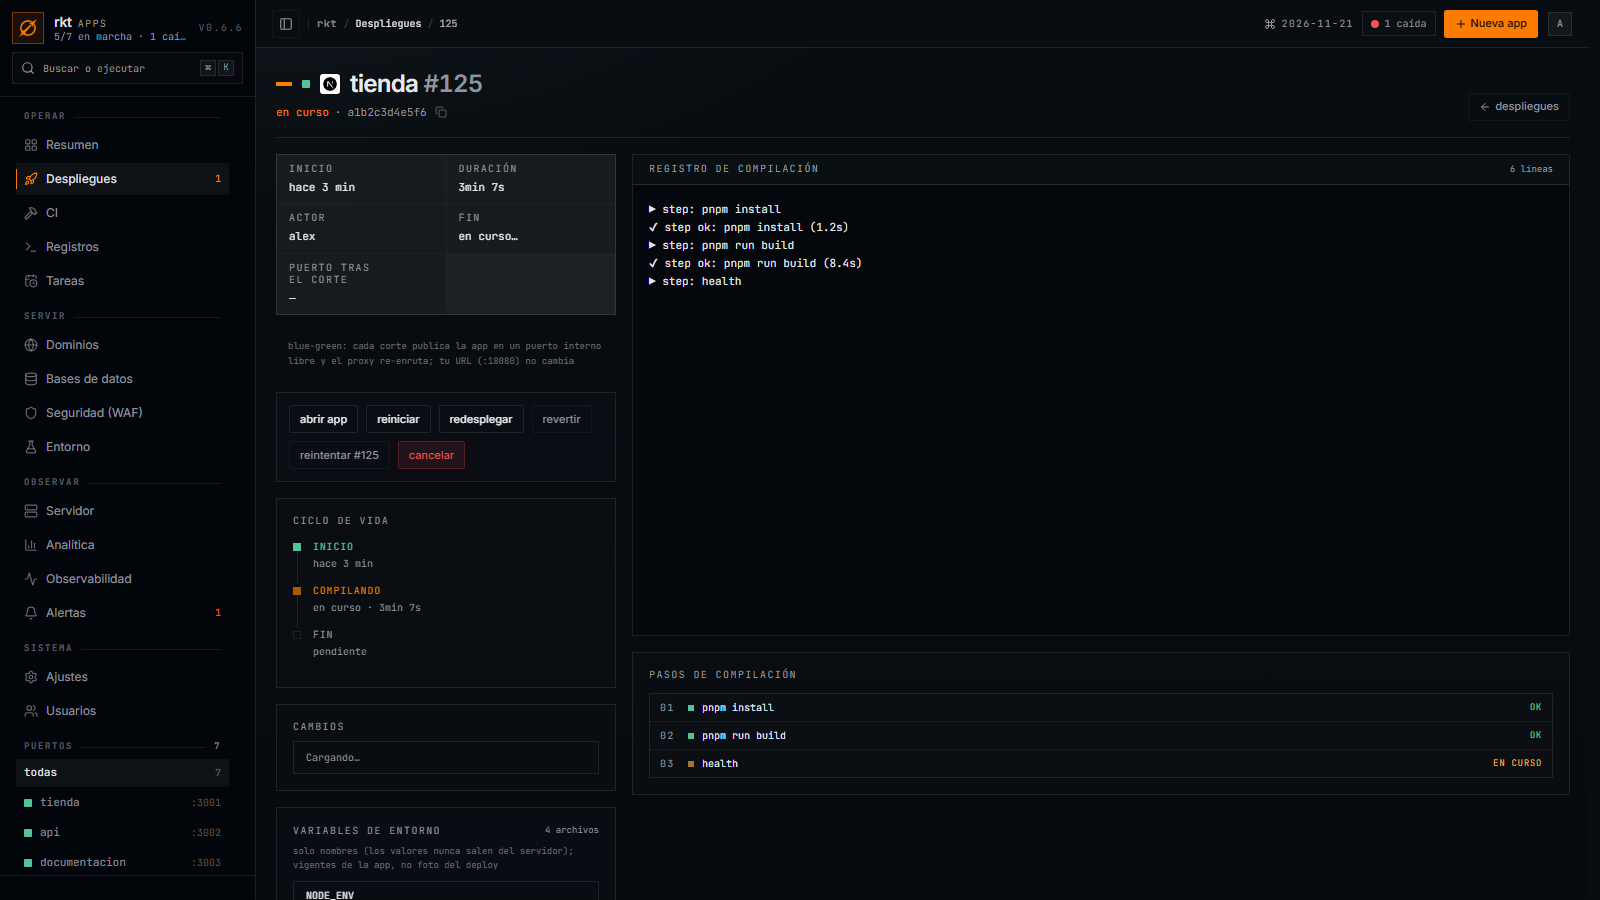 rkt APPS
V0.6.6
5/7 en marcha · 1 caí…
Buscar o ejecutar
⌘ K
OPERAR
Resumen
Despliegues 1
CI
Registros
Tareas
SERVIR
Dominios
Bases de datos
Seguridad (WAF)
Entorno
OBSERVAR
Servidor
Analítica
Observabilidad
Alertas 1
SISTEMA
Ajustes
Usuarios
PUERTOS 7
todas 7
tienda :3001
api :3002
documentacion :3003
rkt / Despliegues / 125
⌘ 2026-11-21
1 caída
+ Nueva app
A
tienda #125
en curso · a1b2c3d4e5f6
← despliegues
INICIO
hace 3 min
DURACIÓN
3min 7s
ACTOR
alex
FIN
en curso…
PUERTO TRAS
EL CORTE
—
blue-green: cada corte publica la app en un puerto interno
libre y el proxy re-enruta; tu URL (:18080) no cambia
abrir app
reiniciar
redesplegar
revertir
reintentar #125
cancelar
CICLO DE VIDA
INICIO
hace 3 min
COMPILANDO
en curso · 3min 7s
FIN
pendiente
CAMBIOS
Cargando…
VARIABLES DE ENTORNO 4 archivos
solo nombres (los valores nunca salen del servidor);
vigentes de la app, no foto del deploy
NODE_ENV
REGISTRO DE COMPILACIÓN 6 líneas
▶ step: pnpm install
✓ step ok: pnpm install (1.2s)
▶ step: pnpm run build
✓ step ok: pnpm run build (8.4s)
▶ step: health
PASOS DE COMPILACIÓN
01 pnpm install OK
02 pnpm run build OK
03 health EN CURSO